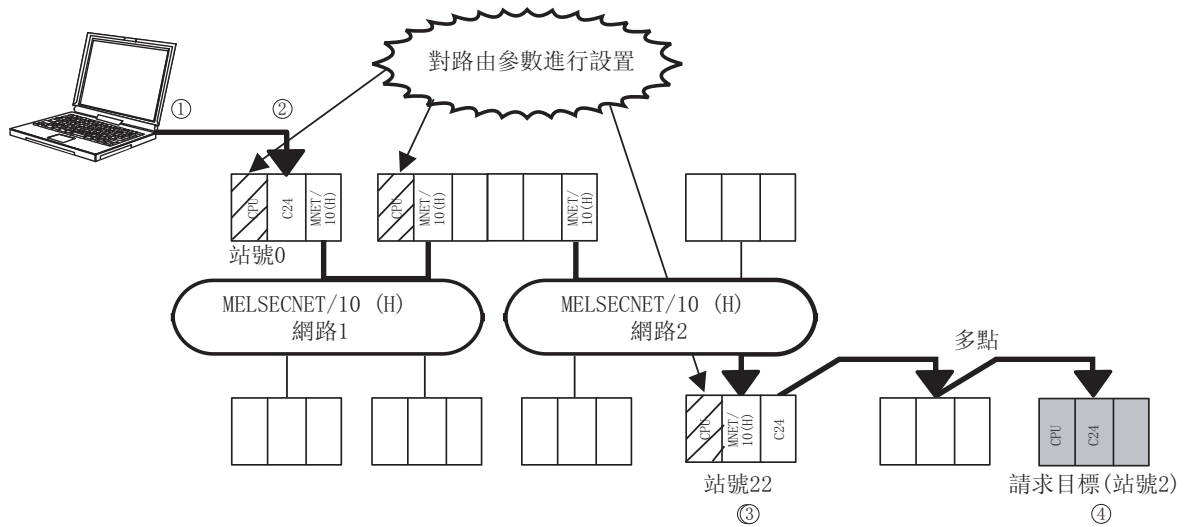 對路由參數進行設置
①
②
CPU
C24
MNET/
10(H)
CPU
MNET/
10(H)
MNET/
10(H)
站號0
MELSECNET/10 (H)
網路1
MELSECNET/10 (H)
網路2
多點
CPU
MNET/
10(H)
C24
CPU
C24
站號22
請求目標(站號2)
③
④